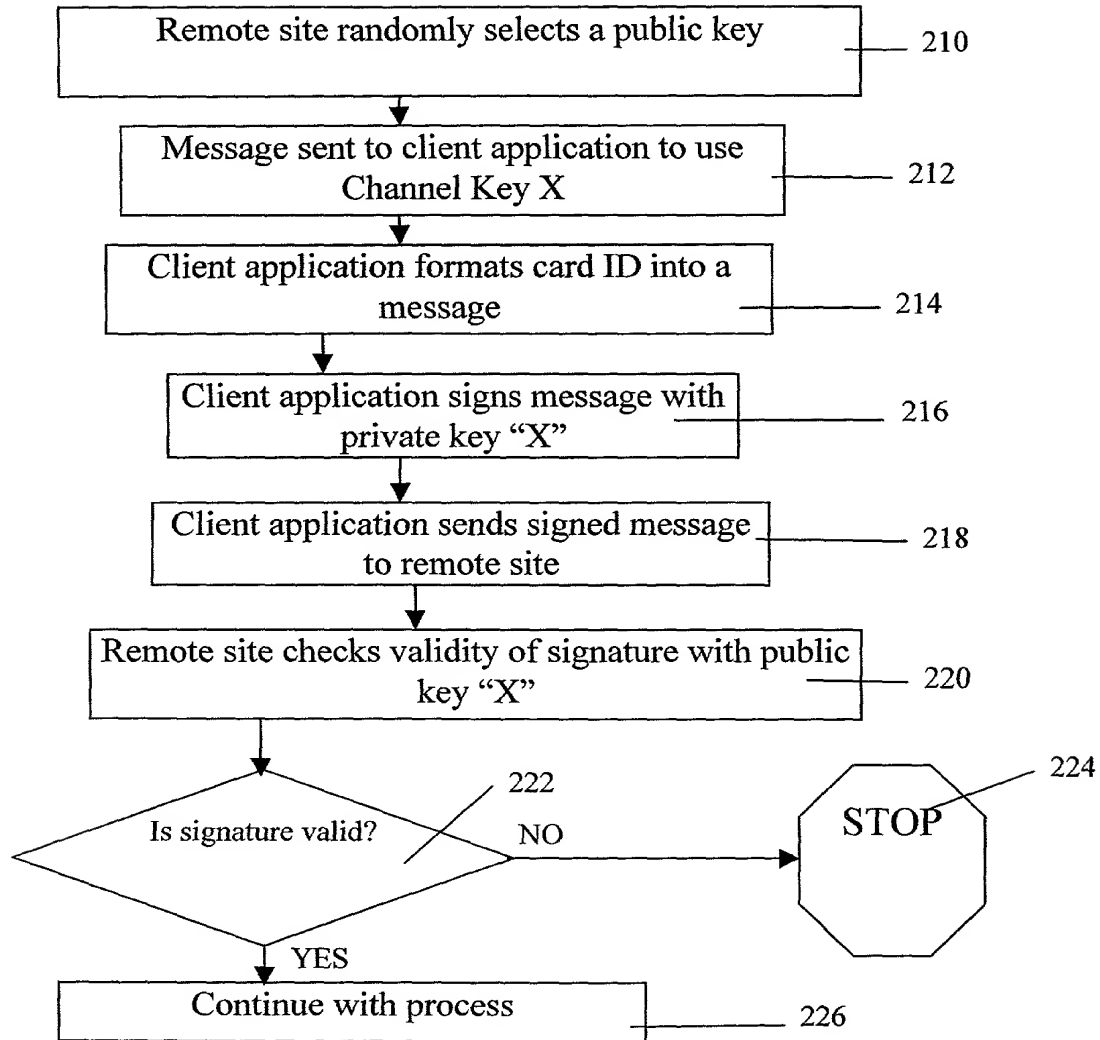 Remote site randomly selects a public key
210
Message sent to client application to use
Channel Key X
212
Client application formats card ID into a
message
214
Client application signs message with
private key “X”
216
Client application sends signed message
to remote site
218
Remote site checks validity of signature with public
key “X”
220
Is signature valid?
222
NO
STOP
224
YES
Continue with process
226